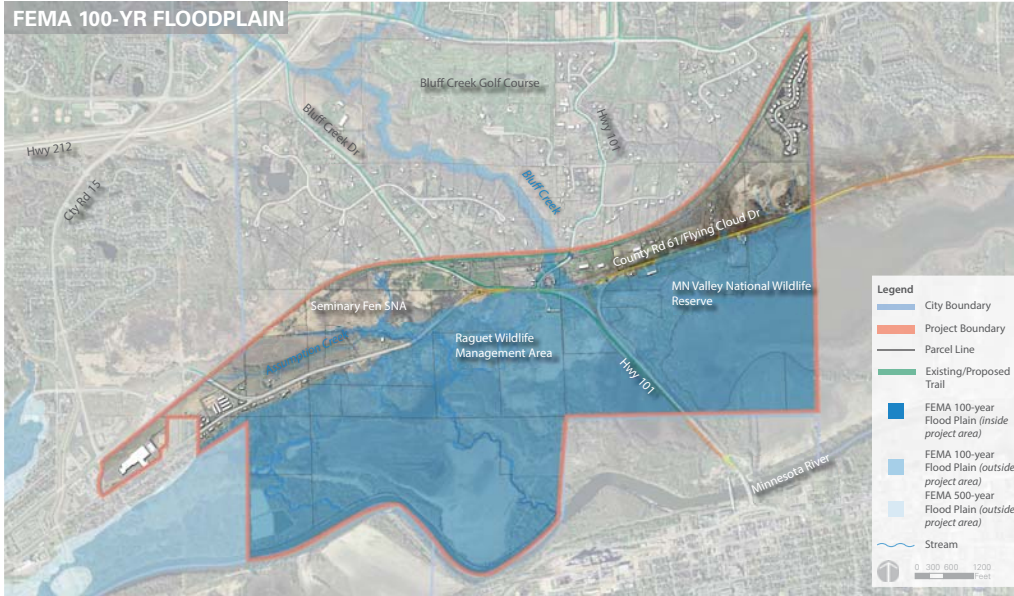 FEMA 100-YR FLOODPLAIN
Bluff Creek Golf Course
Bluff Creek Dr
Hwy 101
Hwy 212
Cty Rd 15
Bluff Creek
County Rd 61/Flying Cloud Dr
MN Valley National Wildlife
Reserve
Seminary Fen SNA
Assumption Creek
Raguet Wildlife
Management Area
Hwy 101
Minnesota River
Legend
City Boundary
Project Boundary
Parcel Line
Existing/Proposed
Trail
FEMA 100-year
Flood Plain (inside
project area)
FEMA 100-year
Flood Plain (outside
project area)
FEMA 500-year
Flood Plain (outside
project area)
Stream
0 300 600 1200
Feet